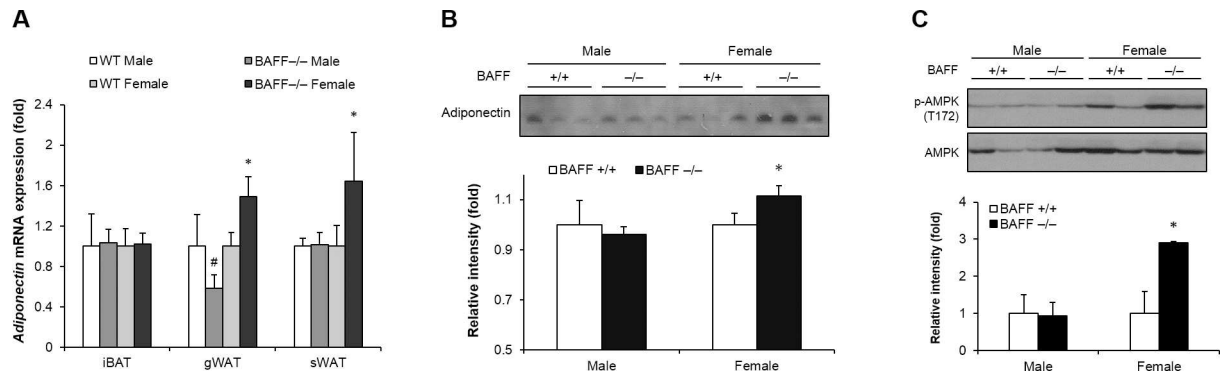 A
WT Male
BAFF–/– Male
WT Female
BAFF–/– Female
Adiponectin mRNA expression (fold)
2.4
2.0
1.6
1.2
0.8
0.4
0
#
*
*
iBAT
gWAT
sWAT
B
Male
Female
BAFF
+/+
–/–
+/+
–/–
Adiponectin
BAFF +/+
BAFF –/–
Relative intensity (fold)
1.1
0.9
0.7
0.5
*
Male
Female
C
Male
Female
BAFF
+/+
–/–
+/+
–/–
p-AMPK
(T172)
AMPK
BAFF +/+
BAFF –/–
Relative intensity (fold)
4
3
2
1
0
*
Male
Female